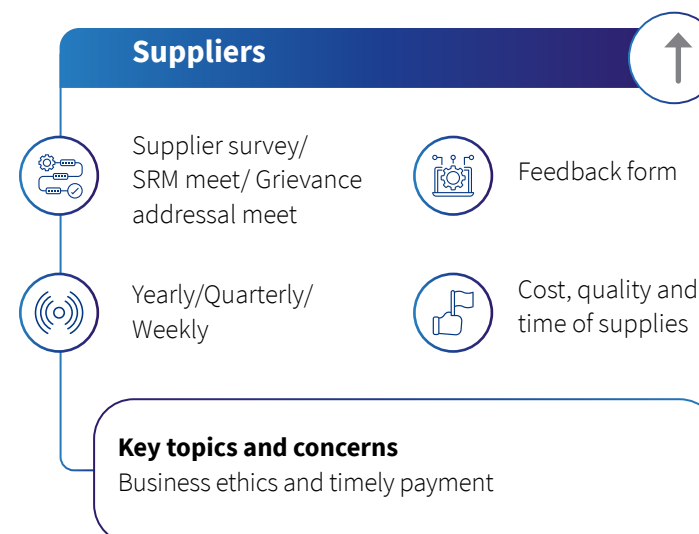 Suppliers
Supplier survey/
SRM meet/ Grievance
addressal meet
Feedback form
Yearly/Quarterly/
Weekly
Cost, quality and
time of supplies
Key topics and concerns
Business ethics and timely payment